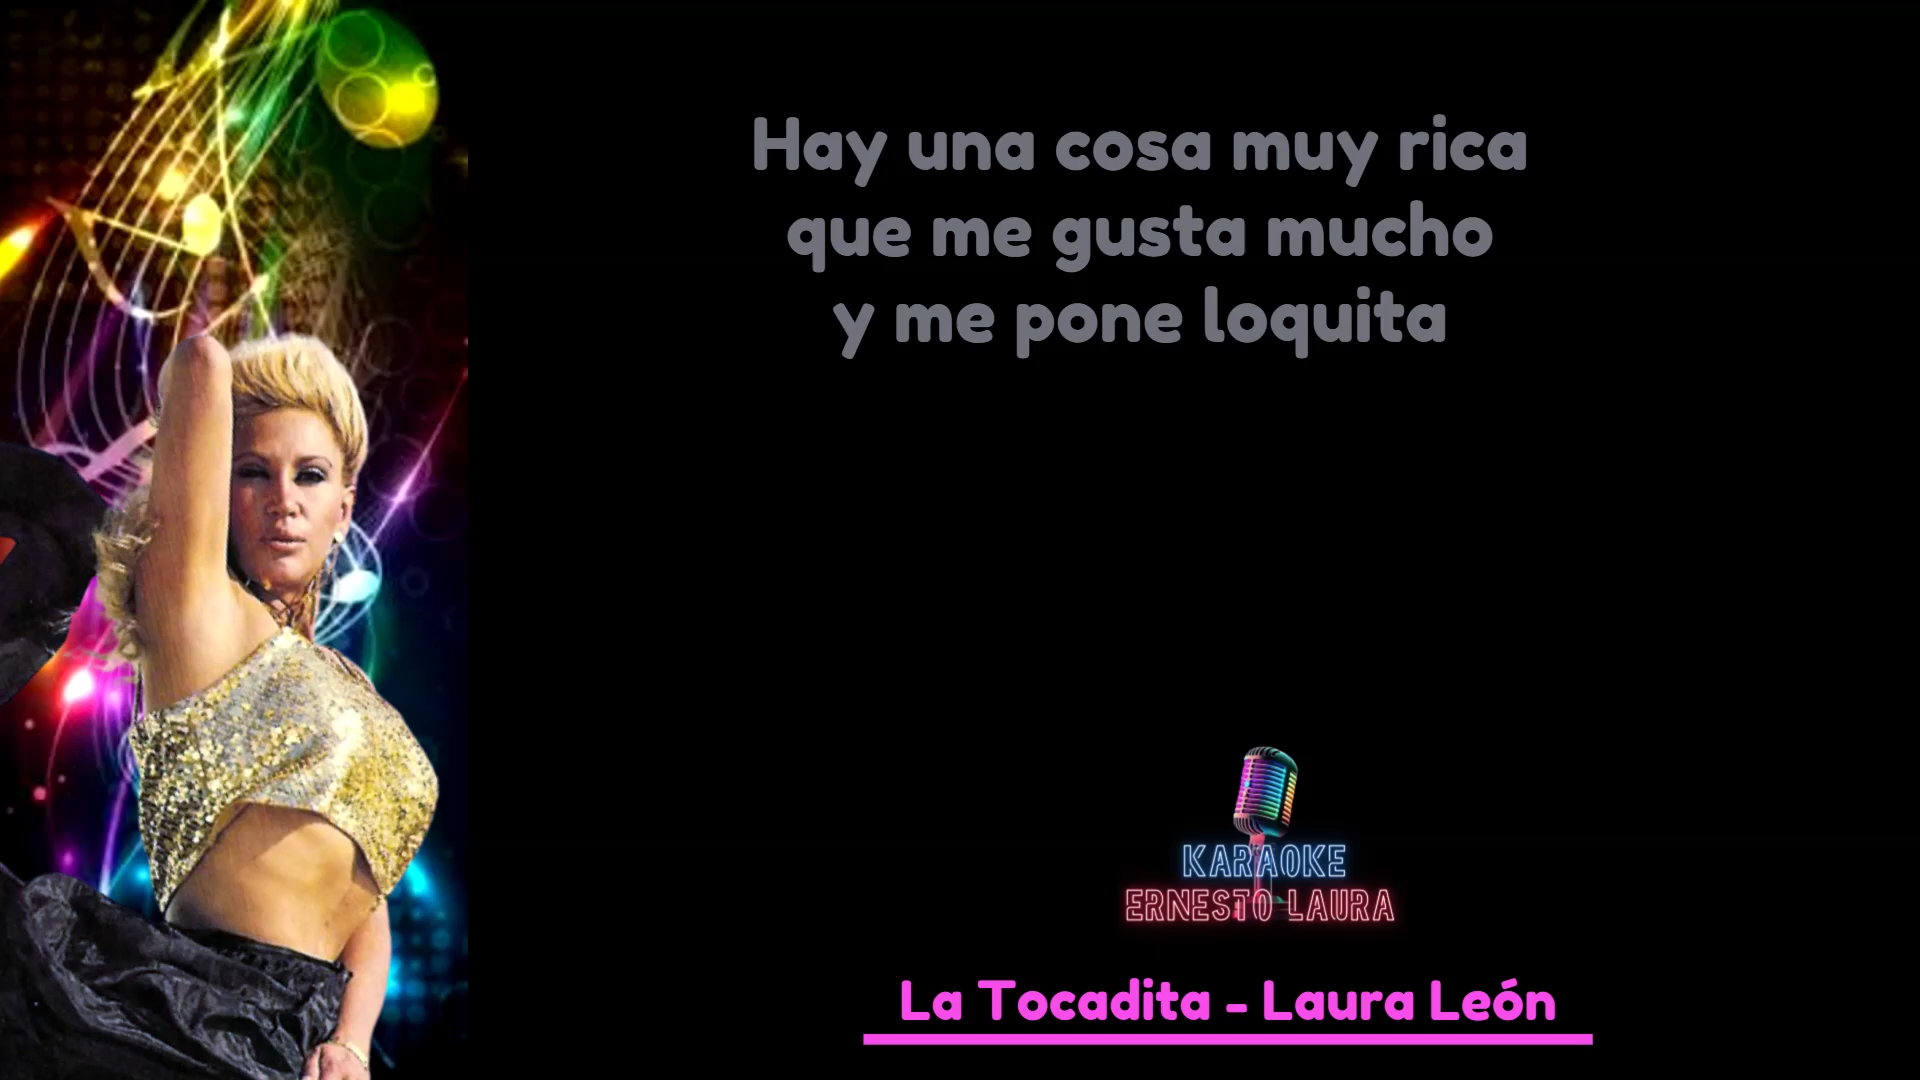 Hay una cosa muy rica
que me gusta mucho
y me pone loquita
KARAOKE
ERNESTO LAURA
La Tocadita - Laura León